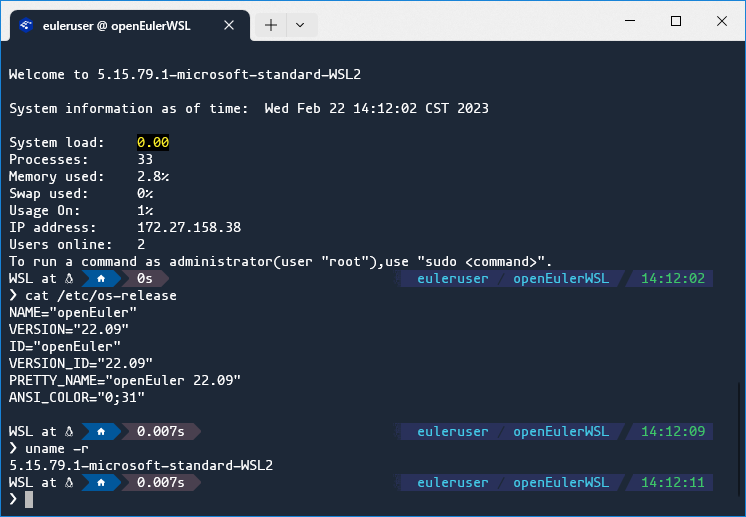 euleruser @ openEulerWSL
Welcome to 5.15.79.1-microsoft-standard-WSL2
System information as of time:  Wed Feb 22 14:12:02 CST 2023
System load:    0.00
Processes:      33
Memory used:    2.8%
Swap used:      0%
Usage On:       1%
IP address:     172.27.158.38
Users online:   2
To run a command as administrator(user "root"),use "sudo <command>".
WSL at 0s euleruser openEulerWSL 14:12:02
❯ cat /etc/os-release
NAME="openEuler"
VERSION="22.09"
ID="openEuler"
VERSION_ID="22.09"
PRETTY_NAME="openEuler 22.09"
ANSI_COLOR="0;31"
WSL at 0.007s euleruser openEulerWSL 14:12:09
❯ uname -r
5.15.79.1-microsoft-standard-WSL2
WSL at 0.007s euleruser openEulerWSL 14:12:11
❯